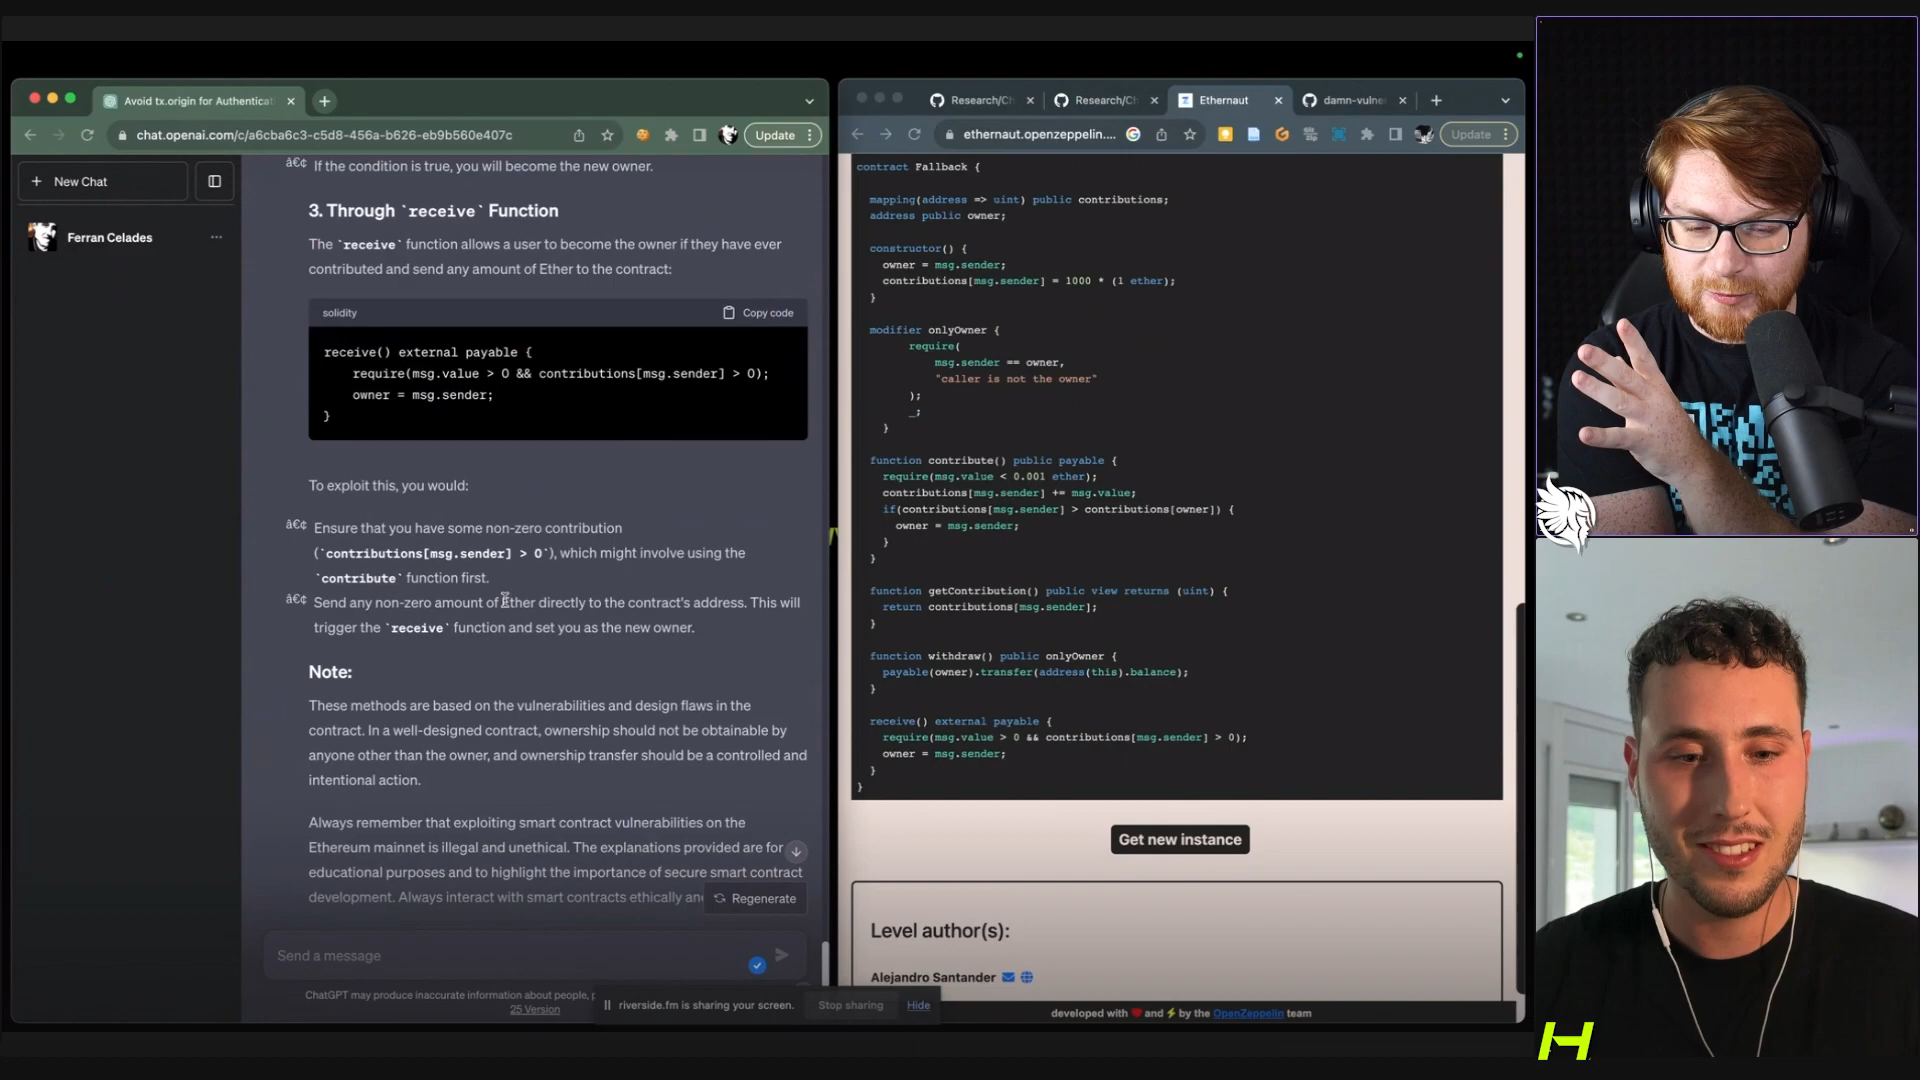 Avoid tx.origin for Authenticat
chat.openai.com/c/a6cba6c3-c5d8-456a-b626-eb9b560e407c
Update
New Chat
Ferran Celades
â€¢ If the condition is true, you will become the new owner.
3. Through `receive` Function
The `receive` function allows a user to become the owner if they have ever
contributed and send any amount of Ether to the contract:
solidity
Copy code
receive() external payable {
require(msg.value > 0 && contributions[msg.sender] > 0);
owner = msg.sender;
}
To exploit this, you would:
â€¢ Ensure that you have some non-zero contribution
(`contributions[msg.sender] > 0`), which might involve using the
`contribute` function first.
â€¢ Send any non-zero amount of Ether directly to the contract's address. This will
trigger the `receive` function and set you as the new owner.
Note:
These methods are based on the vulnerabilities and design flaws in the
contract. In a well-designed contract, ownership should not be obtainable by
anyone other than the owner, and ownership transfer should be a controlled and
intentional action.
Always remember that exploiting smart contract vulnerabilities on the
Ethereum mainnet is illegal and unethical. The explanations provided are for
educational purposes and to highlight the importance of secure smart contract
development. Always interact with smart contracts ethically
Regenerate
Send a message
ChatGPT may produce inaccurate information about people,
25 Version
riverside.fm is sharing your screen.
Stop sharing
Hide
Research/Ch
Research/Ch
Ethernaut
damn-vulne
ethernaut.openzeppelin....
Update
contract Fallback {
mapping(address => uint) public contributions;
address public owner;
constructor() {
owner = msg.sender;
contributions[msg.sender] = 1000 * (1 ether);
}
modifier onlyOwner {
require(
msg.sender == owner,
"caller is not the owner"
);
_;
}
function contribute() public payable {
require(msg.value < 0.001 ether);
contributions[msg.sender] += msg.value;
if(contributions[msg.sender] > contributions[owner]) {
owner = msg.sender;
}
}
function getContribution() public view returns (uint) {
return contributions[msg.sender];
}
function withdraw() public onlyOwner {
payable(owner).transfer(address(this).balance);
}
receive() external payable {
require(msg.value > 0 && contributions[msg.sender] > 0);
owner = msg.sender;
}
}
Get new instance
Level author(s):
Alejandro Santander
developed with ❤ and ⚡ by the OpenZeppelin team
H